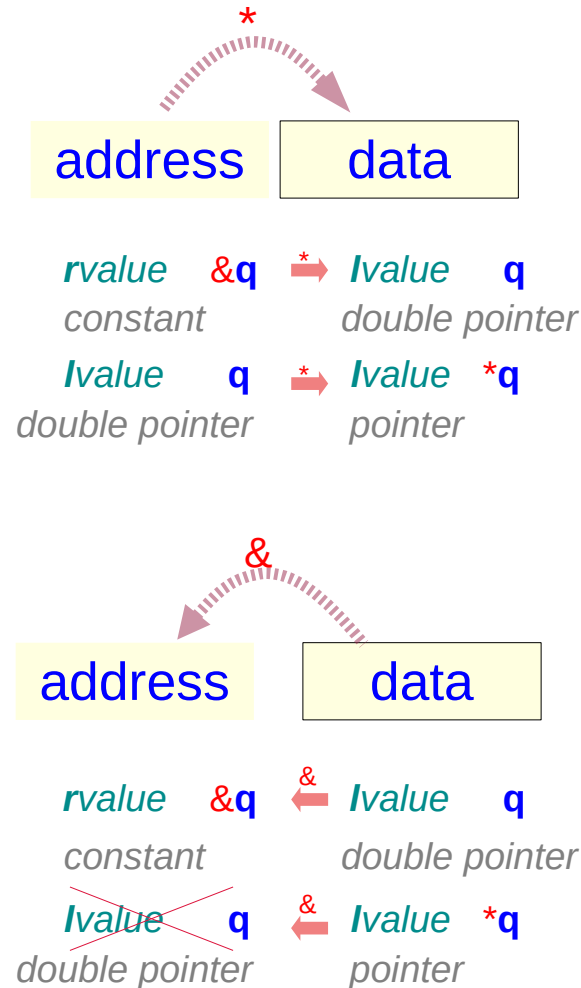 *
address data
rvalue &q * lvalue q
constant double pointer
lvalue q * lvalue *q
double pointer pointer
&
address data
rvalue &q & lvalue q
constant double pointer
lvalue q & lvalue *q
double pointer pointer